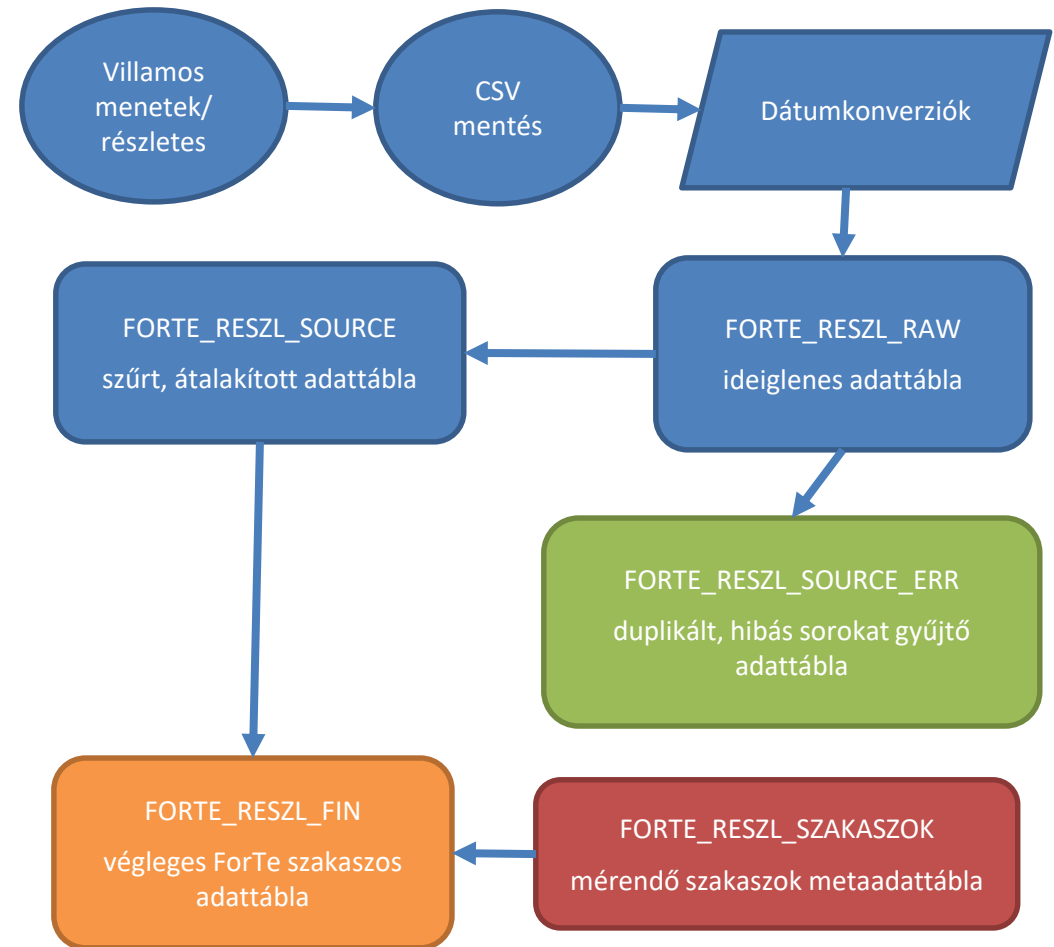 Villamos
menetek/
részletes
CSV
mentés
Dátumkonverziók
FORTE_RESZL_SOURCE
szűrt, átalakított adattábla
FORTE_RESZL_RAW
ideiglenes adattábla
FORTE_RESZL_SOURCE_ERR
duplikált, hibás sorokat gyűjtő
adattábla
FORTE_RESZL_FIN
végleges ForTe szakaszos
adattábla
FORTE_RESZL_SZAKASZOK
mérendő szakaszok metaadattábla